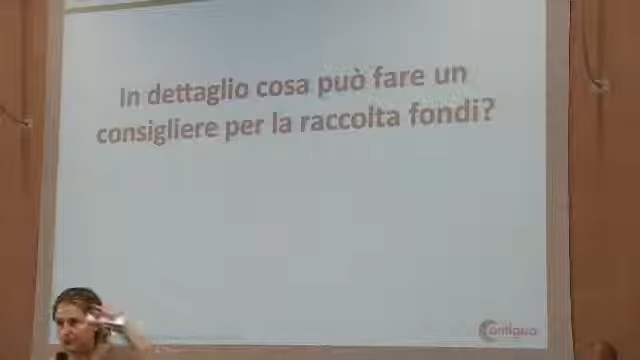 In dettaglio cosa può fare un
consigliere per la raccolta fondi?